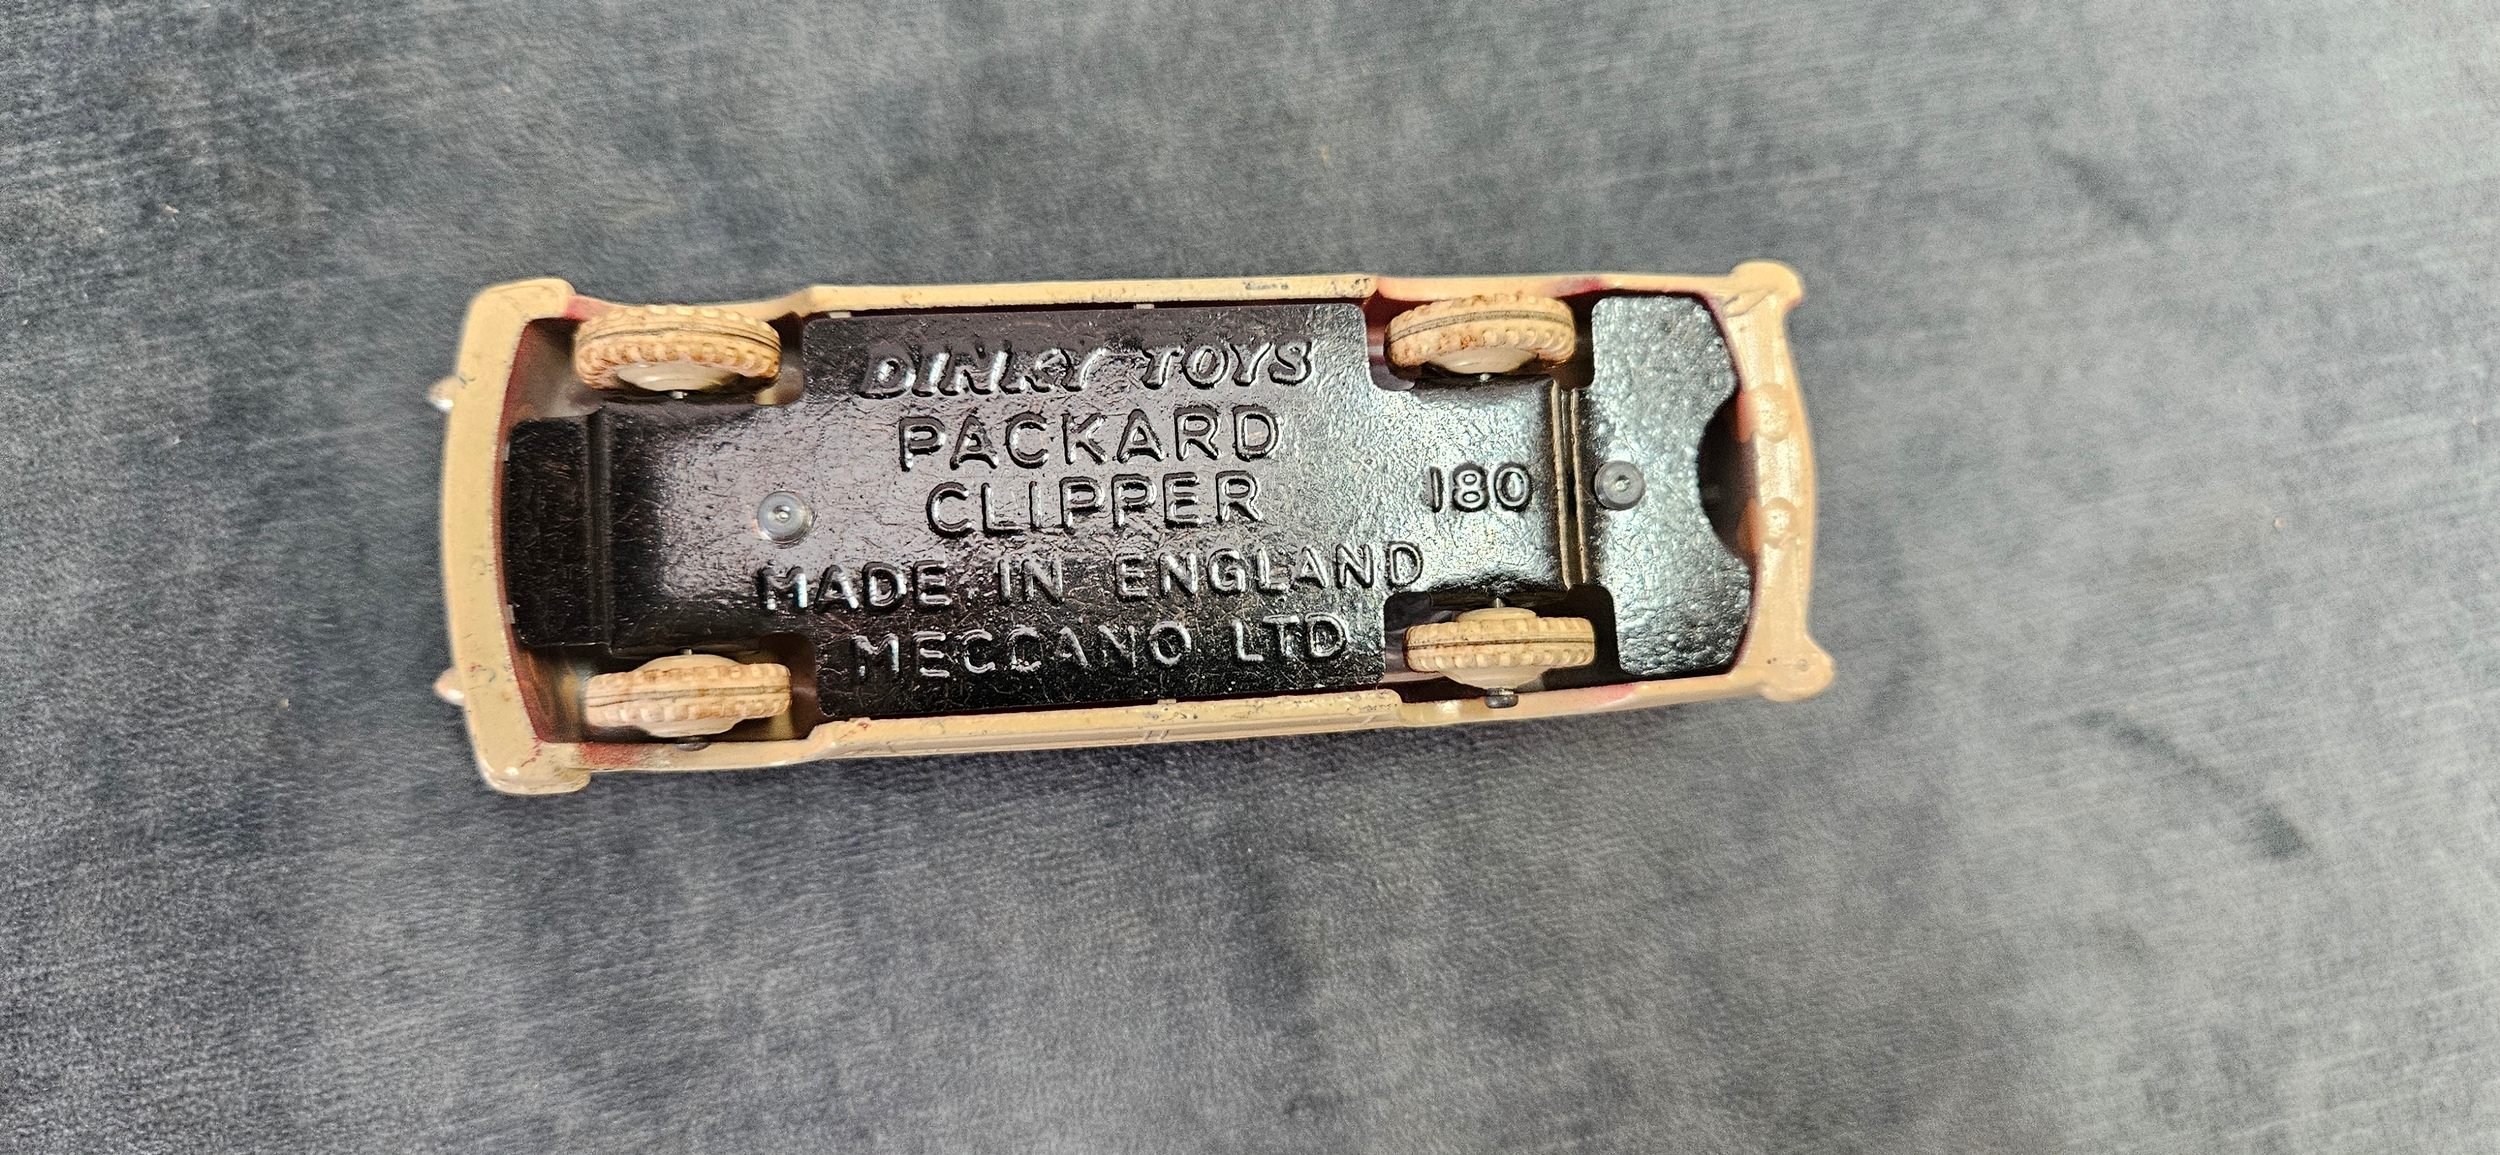 DINKY TOYS
PACKARD
CLIPPER
180
MADE IN ENGLAND
MECCANO LTD